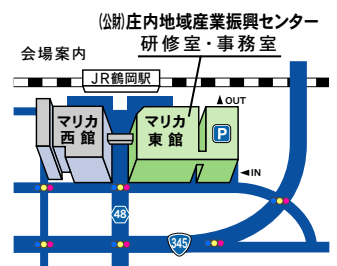 (公財)庄内地域産業振興センター
研修室・事務室
会場案内
JR鶴岡駅
▲OUT
マリカ
西館
マリカ
東館
P
◀IN
48
345